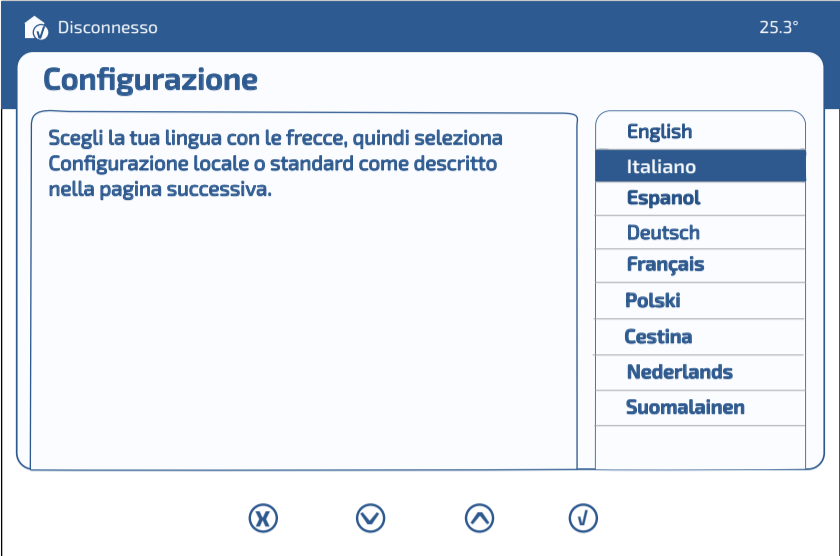 Disconnesso
25.3°
Configurazione
Scegli la tua lingua con le frecce, quindi seleziona
Configurazione locale o standard come descritto
nella pagina successiva.
English
Italiano
Espanol
Deutsch
Français
Polski
Cestina
Nederlands
Suomalainen